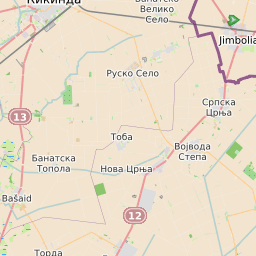 Кикинда
Банатско
Велико
Село
Jimbolia
Руско Село
Српска
Црња
13
Тоба
Војвода
Степа
Банатска
Топола
Нова Црња
Bašaid
12
Торда